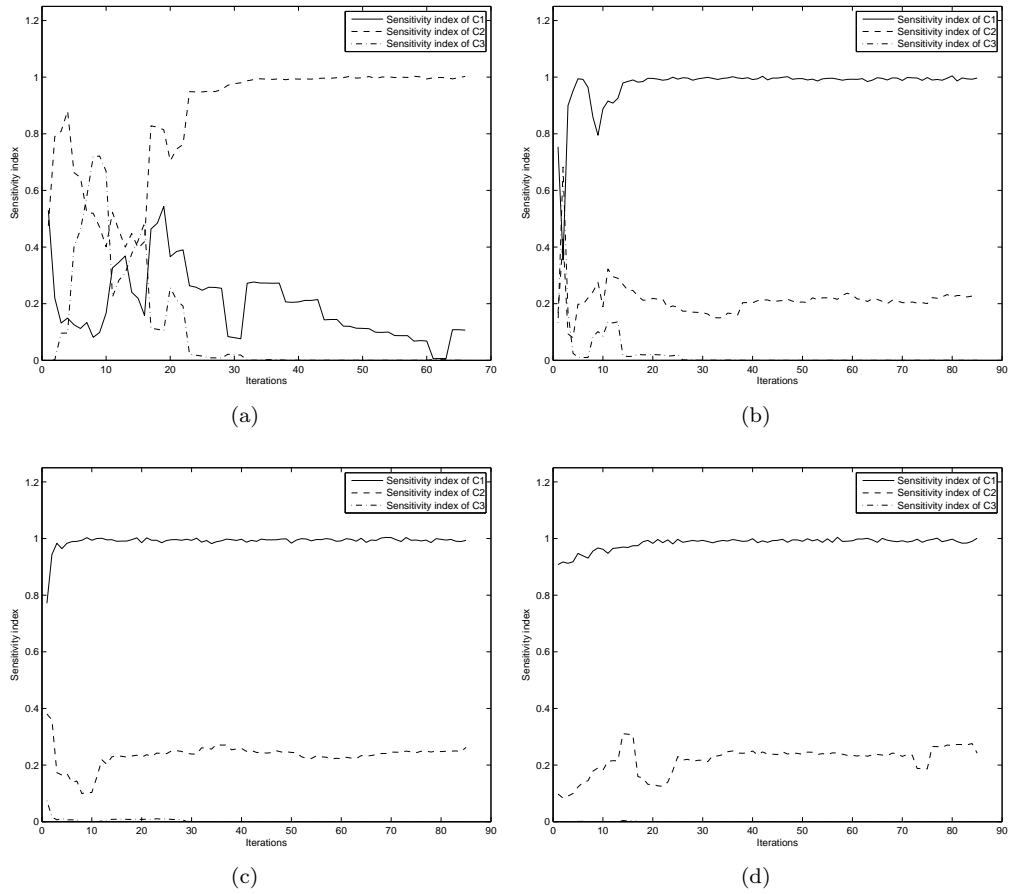 1.2
1
0.8
0.6
0.4
0.2
0
Sensitivity index
Sensitivity index of C1
Sensitivity index of C2
Sensitivity index of C3
0 10 20 30 40 50 60 70
Iterations
(a)
1.2
1
0.8
0.6
0.4
0.2
0
Sensitivity index
Sensitivity index of C1
Sensitivity index of C2
Sensitivity index of C3
0 10 20 30 40 50 60 70 80 90
Iterations
(b)
1.2
1
0.8
0.6
0.4
0.2
0
Sensitivity index
Sensitivity index of C1
Sensitivity index of C2
Sensitivity index of C3
0 10 20 30 40 50 60 70 80 90
Iterations
(c)
1.2
1
0.8
0.6
0.4
0.2
0
Sensitivity index
Sensitivity index of C1
Sensitivity index of C2
Sensitivity index of C3
0 10 20 30 40 50 60 70 80 90
Iterations
(d)